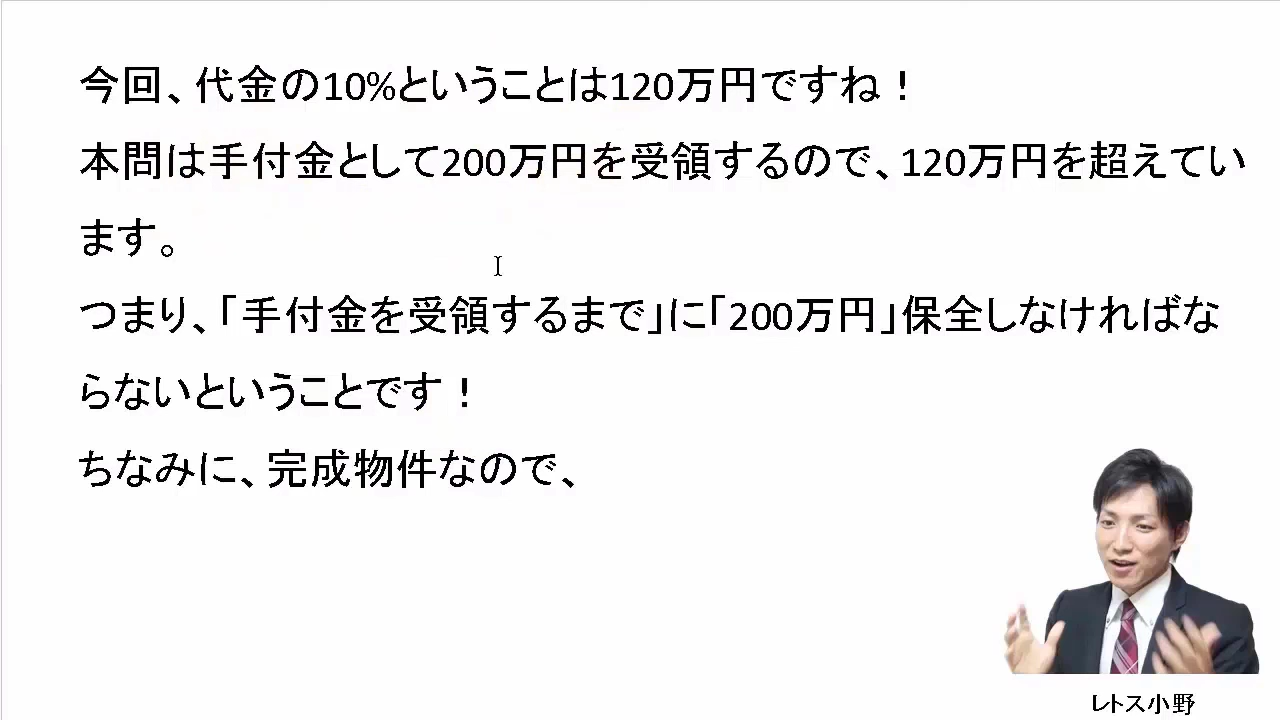 今回、代金の10%ということは120万円ですね！
本問は手付金として200万円を受領するので、120万円を超えてい
ます。
つまり、「手付金を受領するまで」に「200万円」保全しなければな
らないということです！
ちなみに、完成物件なので、
レトス小野